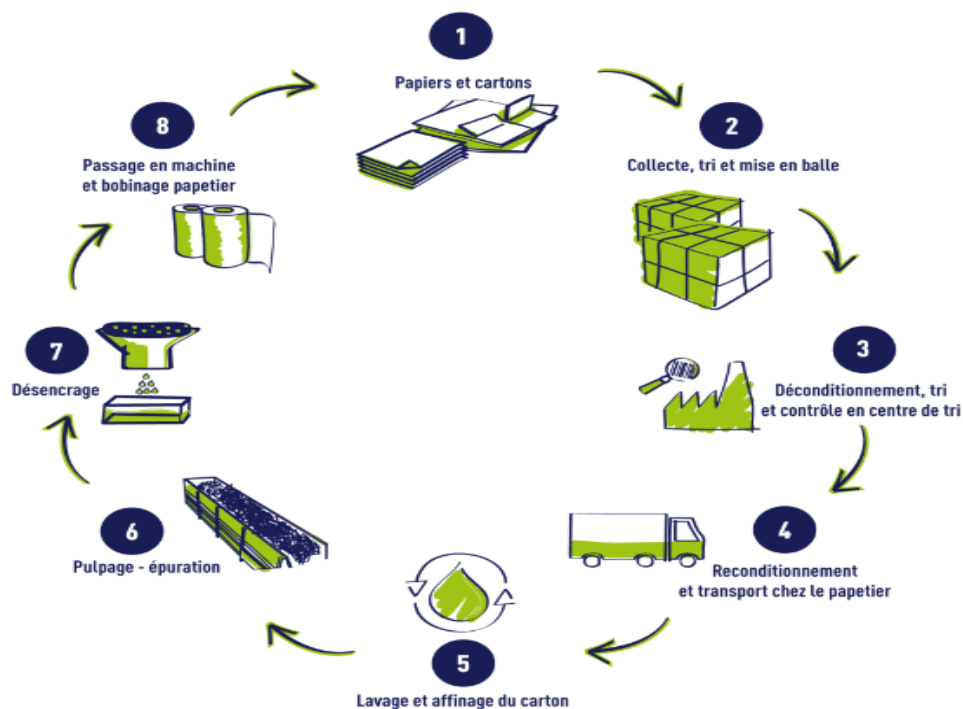 1
Papiers et cartons
2
Collecte, tri et mise en balle
3
Déconditionnement, tri
et contrôle en centre de tri
4
Reconditionnement
et transport chez le papetier
5
Lavage et affinage du carton
6
Pulpage - épuration
7
Désencrage
8
Passage en machine
et bobinage papetier